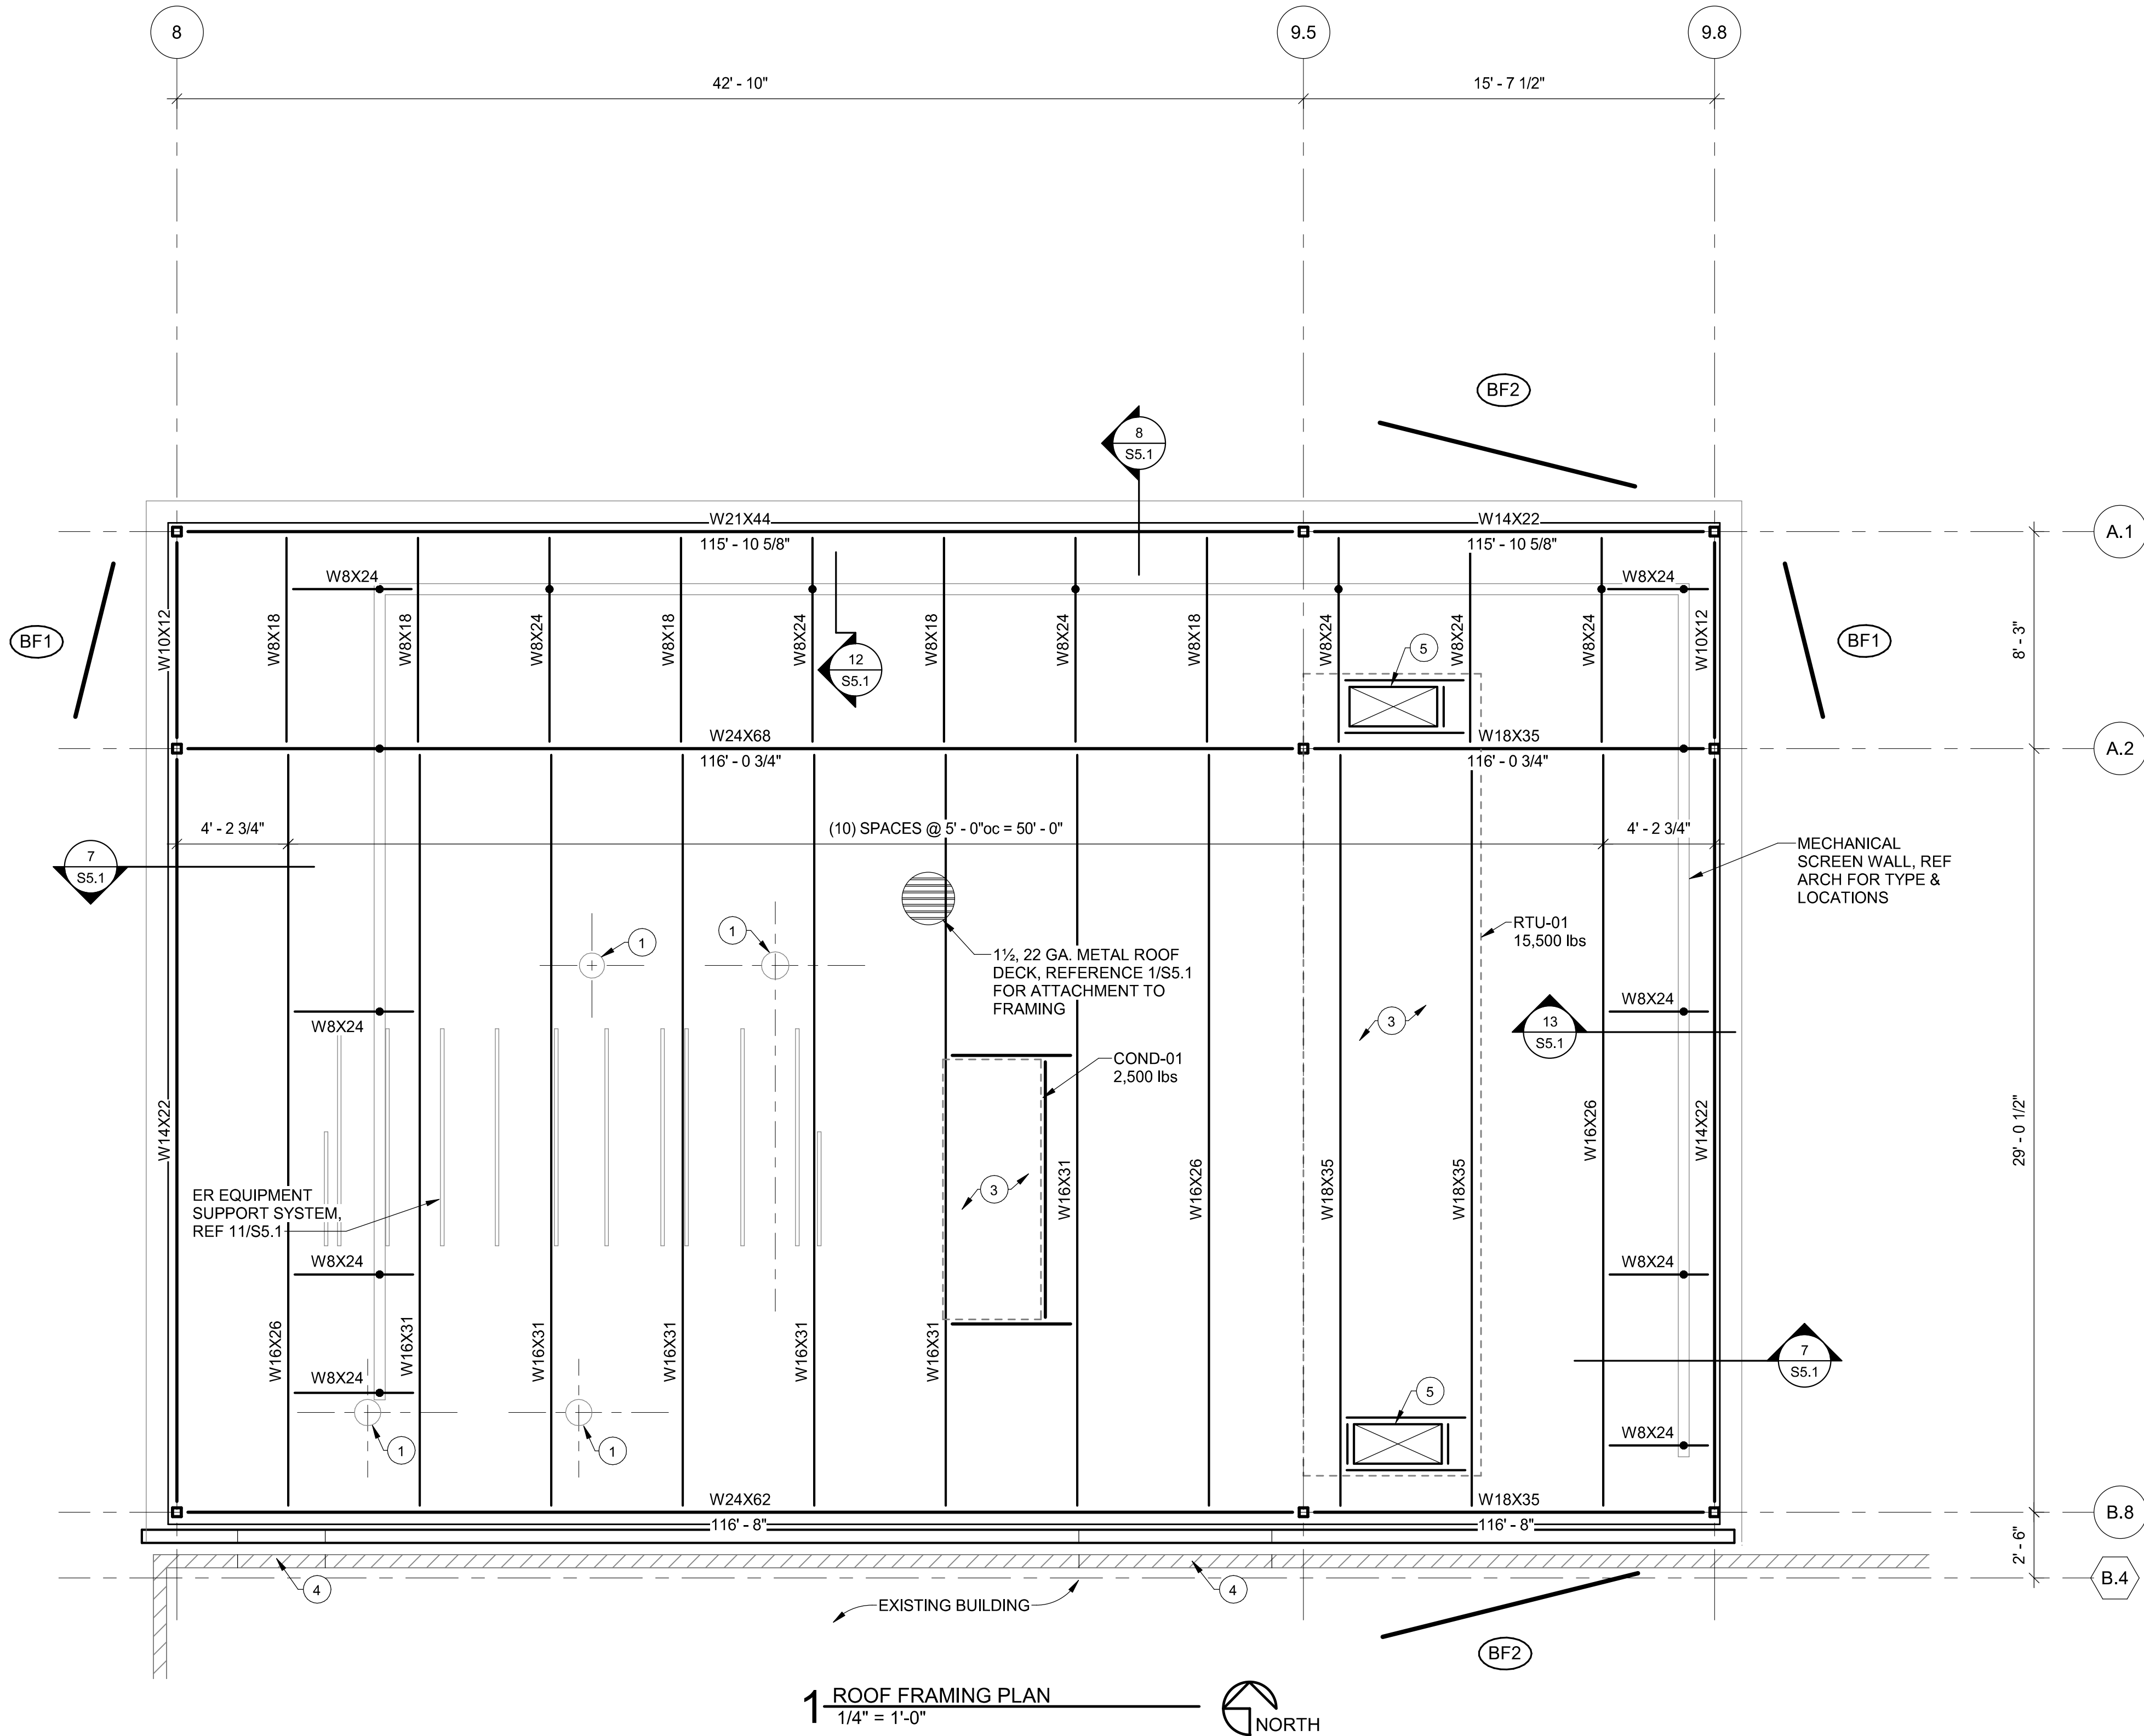 8
9.5
9.8
42' - 10"
15' - 7 1/2"
BF2
8
S5.1
W21X44
W14X22
115' - 10 5/8"
115' - 10 5/8"
A.1
W8X24
W8X24
BF1
W10X12
W8X18
W8X18
W8X24
W8X18
W8X24
W8X18
W8X24
W8X18
W8X24
W8X24
W8X24
W10X12
BF1
8' - 3"
5
12
S5.1
W24X68
W18X35
116' - 0 3/4"
116' - 0 3/4"
A.2
4' - 2 3/4"
(10) SPACES @ 5' - 0"oc = 50' - 0"
4' - 2 3/4"
7
S5.1
MECHANICAL
SCREEN WALL, REF
ARCH FOR TYPE &
LOCATIONS
1
1
RTU-01
15,500 lbs
1½, 22 GA. METAL ROOF
DECK, REFERENCE 1/S5.1
FOR ATTACHMENT TO
FRAMING
W8X24
W8X24
3
13
S5.1
COND-01
2,500 lbs
W14X22
W16X31
W16X26
W18X35
W18X35
W16X26
W14X22
29' - 0 1/2"
3
ER EQUIPMENT
SUPPORT SYSTEM,
REF 11/S5.1
W8X24
W8X24
W16X26
W16X31
W16X31
W16X31
W16X31
W16X31
7
S5.1
W8X24
5
W8X24
1
1
W24X62
W18X35
116' - 8"
116' - 8"
B.8
2' - 6"
4
4
B.4
EXISTING BUILDING
BF2
1 ROOF FRAMING PLAN
1/4" = 1'-0"
NORTH